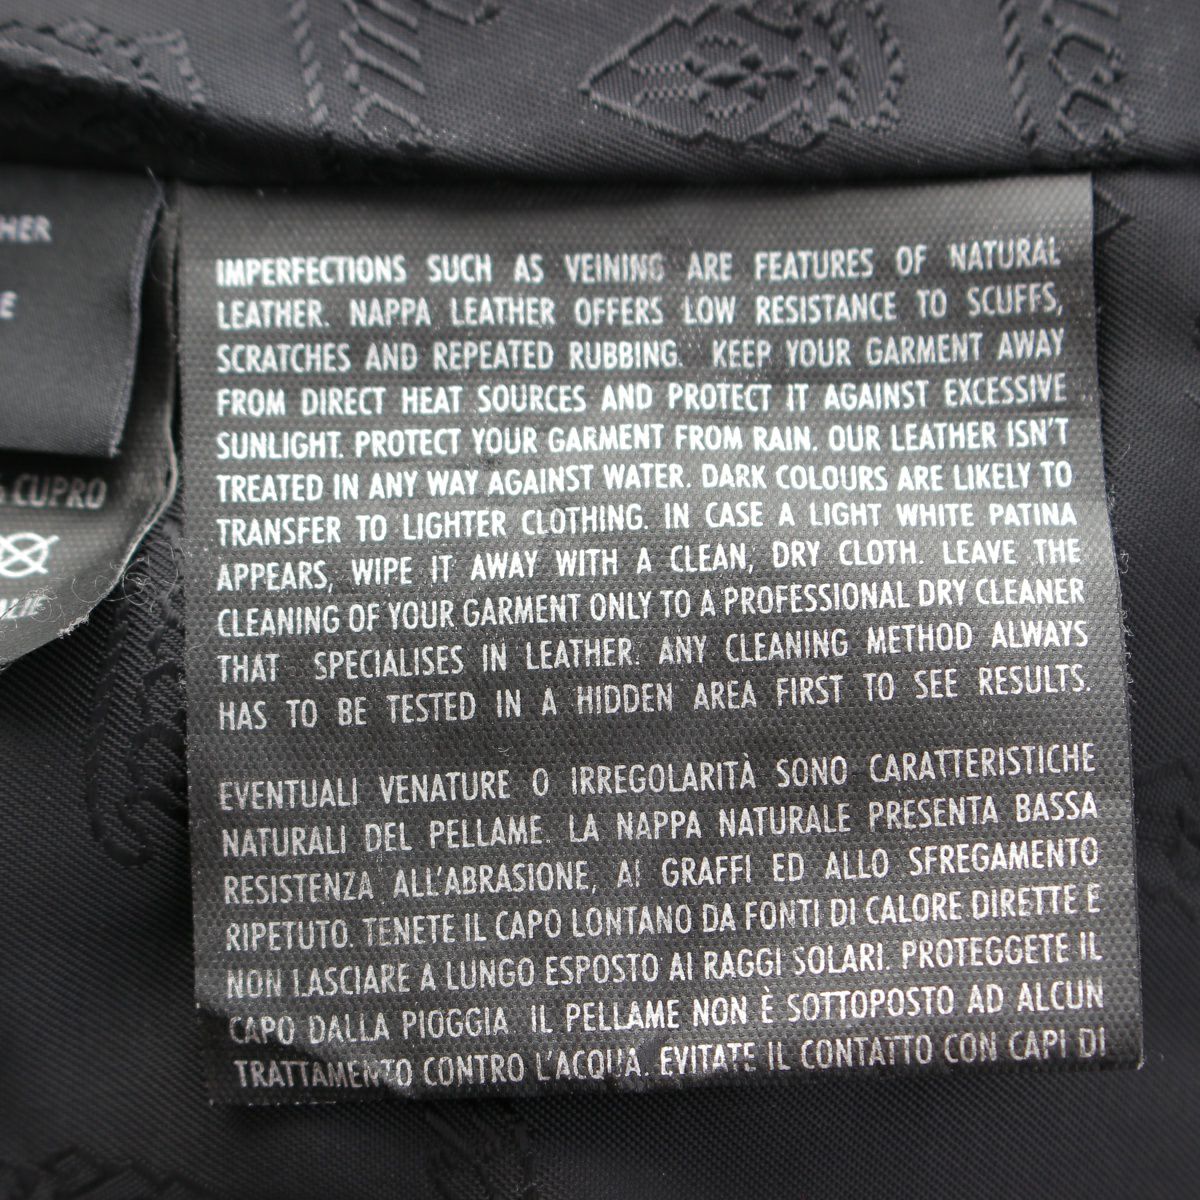 HER
E
CUPRO
IMPERFECTIONS SUCH AS VEINING ARE FEATURES OF NATURAL
LEATHER. NAPPA LEATHER OFFERS LOW RESISTANCE TO SCUFFS,
SCRATCHES AND REPEATED RUBBING. KEEP YOUR GARMENT AWAY
FROM DIRECT HEAT SOURCES AND PROTECT IT AGAINST EXCESSIVE
SUNLIGHT. PROTECT YOUR GARMENT FROM RAIN. OUR LEATHER ISN'T
TREATED IN ANY WAY AGAINST WATER. DARK COLOURS ARE LIKELY TO
TRANSFER TO LIGHTER CLOTHING. IN CASE A LIGHT WHITE PATINA
APPEARS, WIPE IT AWAY WITH A CLEAN, DRY CLOTH. LEAVE THE
CLEANING OF YOUR GARMENT ONLY TO A PROFESSIONAL DRY CLEANER
THAT SPECIALISES IN LEATHER. ANY CLEANING METHOD ALWAYS
HAS TO BE TESTED IN A HIDDEN AREA FIRST TO SEE RESULTS.
EVENTUALI VENATURE O IRREGOLARITÀ SONO CARATTERISTICHE
NATURALI DEL PELLAME. LA NAPPA NATURALE PRESENTA BASSA
RESISTENZA ALL'ABRASIONE, AI GRAFFI ED ALLO SFREGAMENTO
RIPETUTO. TENETE IL CAPO LONTANO DA FONTI DI CALORE DIRETTE E
NON LASCIARE A LUNGO ESPOSTO AI RAGGI SOLARI. PROTEGGETE IL
CAPO DALLA PIOGGIA IL PELLAME NON È SOTTOPOSTO AD ALCUN
TRATTAMENTO CONTRO L'ACQUA. EVITATE IL CONTATTO CON CAPI DI